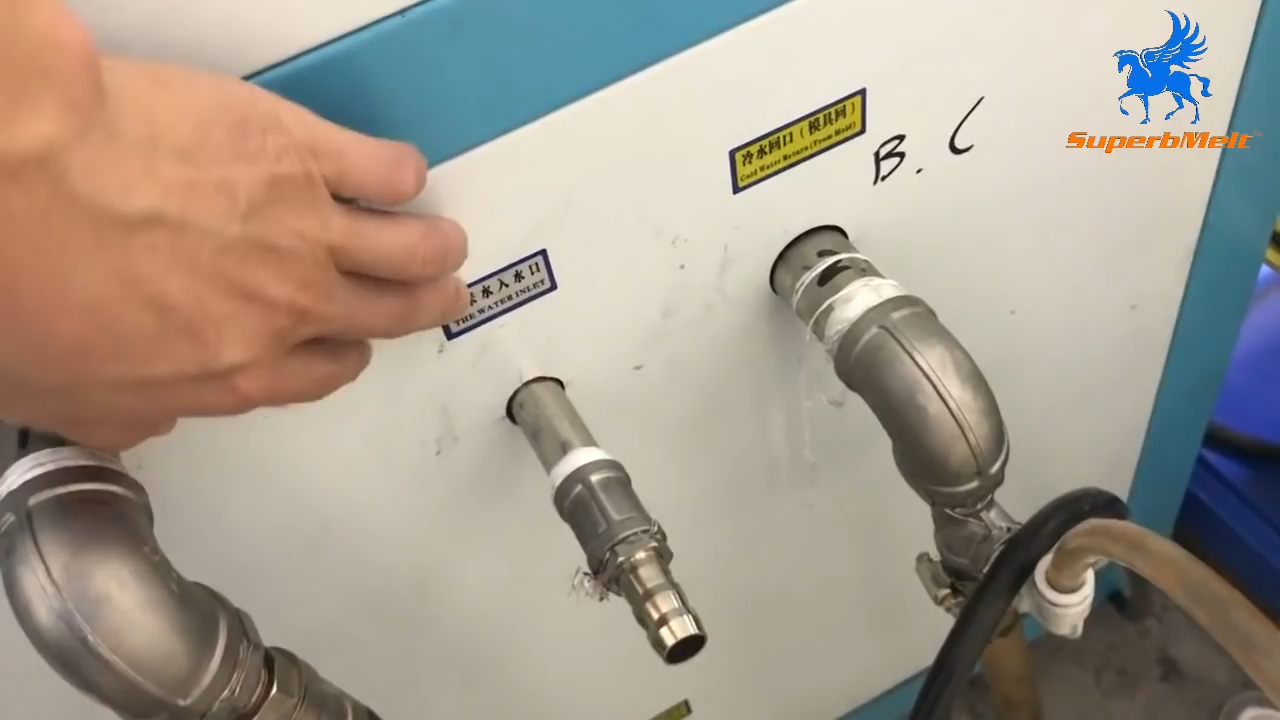 SuperbMelt™
冷水回口（模具回）
Cold Water Return (From Mold)
B. C
水入水口
THE WATER INLET